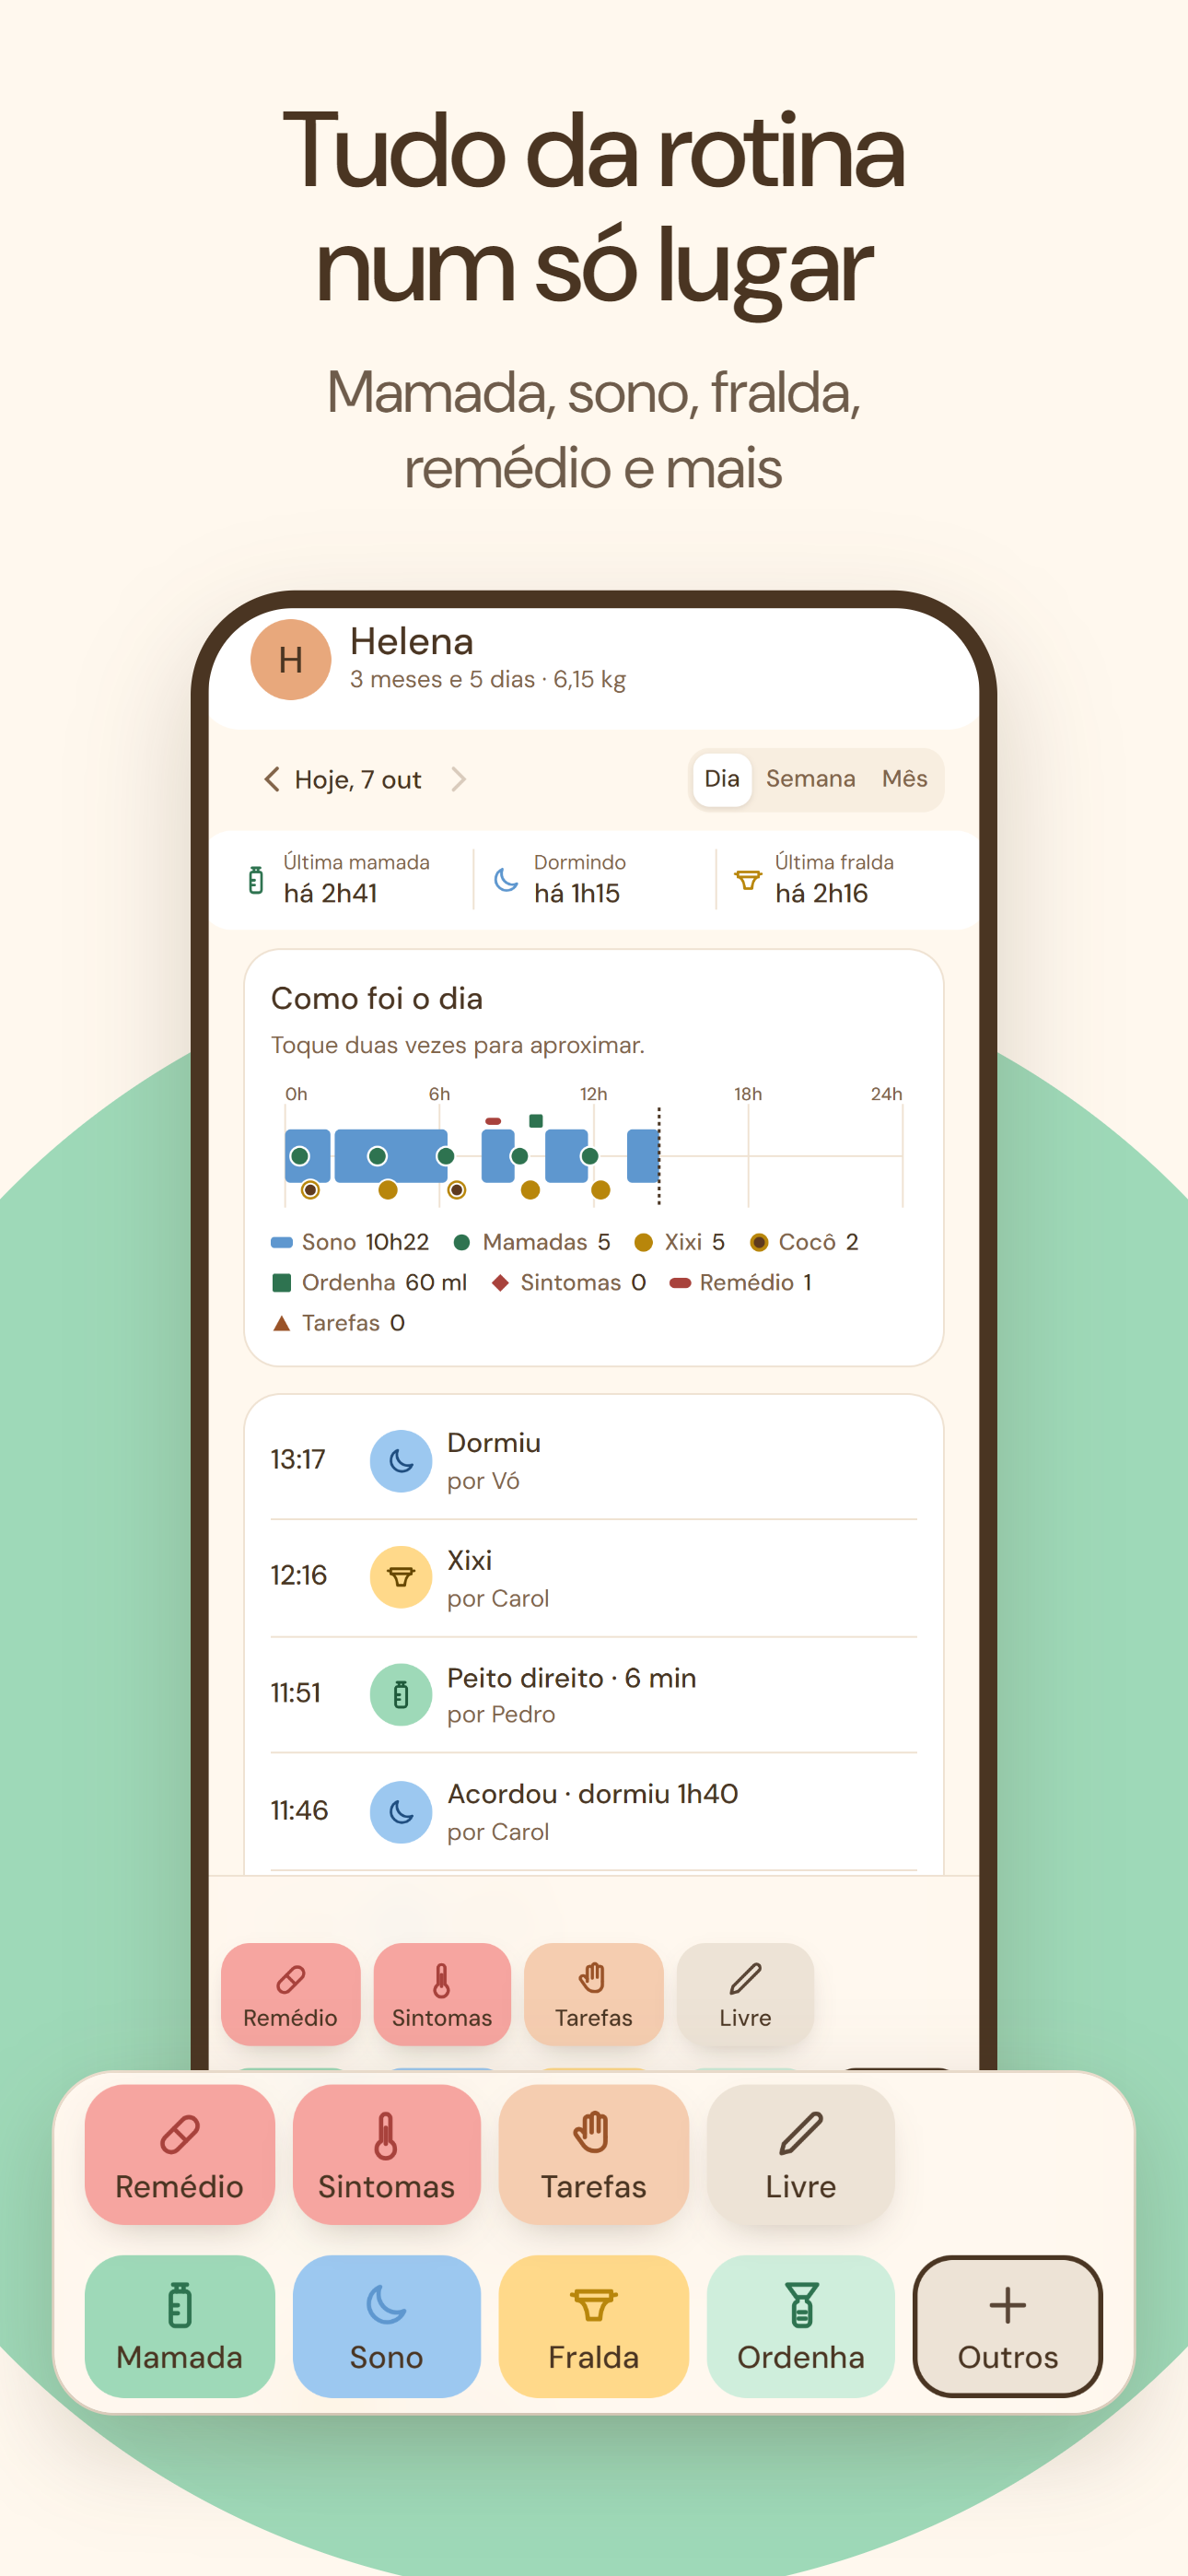 Tudo da rotina
num só lugar
Mamada, sono, fralda,
remédio e mais
H
Helena
3 meses e 5 dias · 6,15 kg
Hoje, 7 out
Dia Semana Mês
Última mamada
há 2h41
Dormindo
há 1h15
Última fralda
há 2h16
Como foi o dia
Toque duas vezes para aproximar.
0h 6h 12h 18h 24h
Sono 10h22 Mamadas 5 Xixi 5 Cocô 2
Ordenha 60 ml Sintomas 0 Remédio 1
Tarefas 0
13:17 Dormiu
por Vó
12:16 Xixi
por Carol
11:51 Peito direito · 6 min
por Pedro
11:46 Acordou · dormiu 1h40
por Carol
Remédio Sintomas Tarefas Livre
Remédio Sintomas Tarefas Livre
Mamada Sono Fralda Ordenha Outros